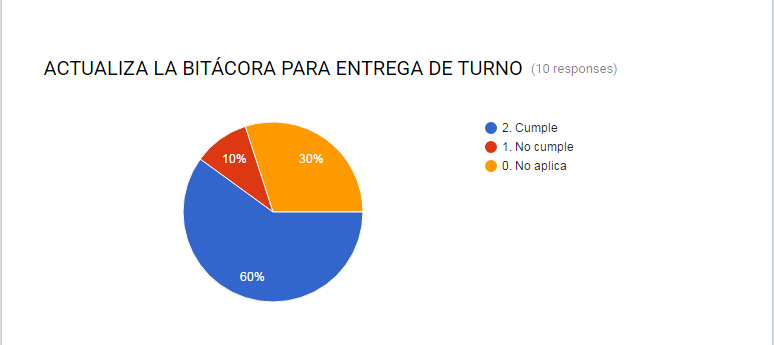 ACTUALIZA LA BITÁCORA PARA ENTREGA DE TURNO (10 responses)
2. Cumple
1. No cumple
0. No aplica
10%
30%
60%